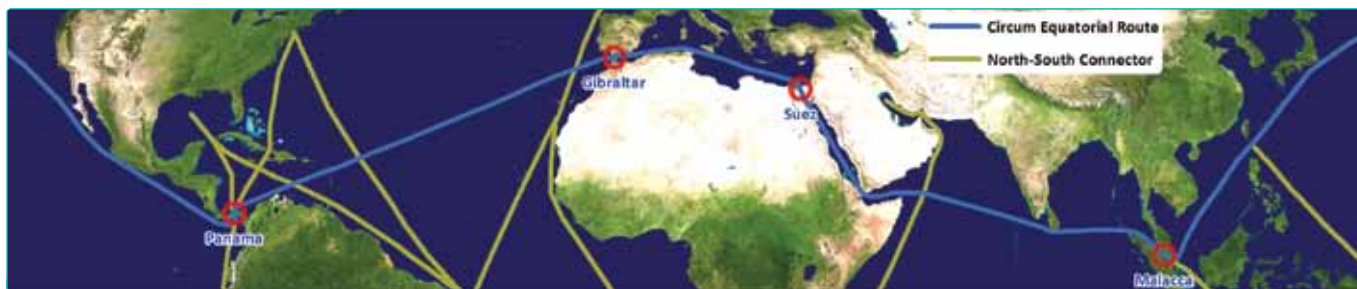 Circum Equatorial Route
North-South Connector
Gibraltar
Suez
Panama
Malacca